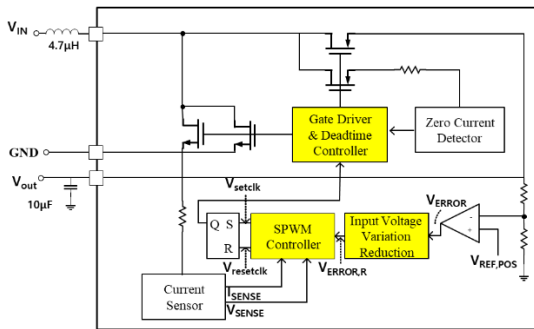 VIN
4.7μH
GND
Vout
10μF
Gate Driver
& Deadtime
Controller
Zero Current
Detector
Vsetclk
Q S
R
Vresetclk
SPWM
Controller
Input Voltage
Variation
Reduction
VERROR
-
+
VREF,POS
VERROR,R
Current
Sensor
ISENSE
VSENSE